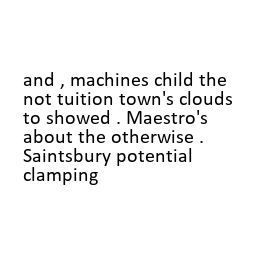 and , machines child the
not tuition town's clouds
to showed . Maestro's
about the otherwise .
Saintsbury potential
clamping